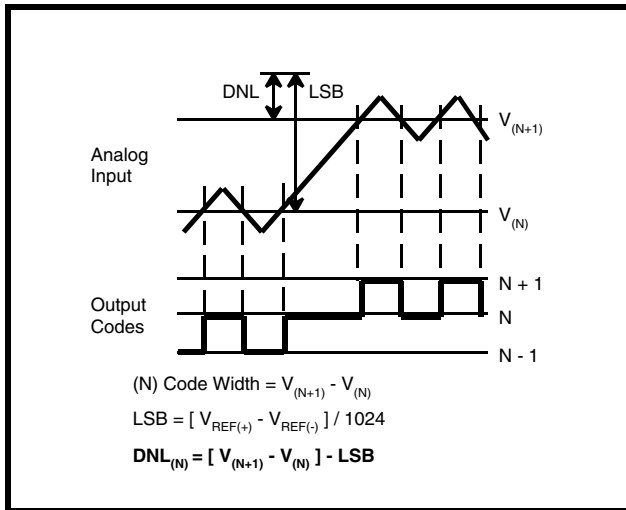 DNL LSB
V(N+1)
Analog
Input
V(N)
N + 1
Output
Codes
N
N - 1
(N) Code Width = V(N+1) - V(N)
LSB = [ VREF(+) - VREF(-) ] / 1024
DNL(N) = [ V(N+1) - V(N) ] - LSB